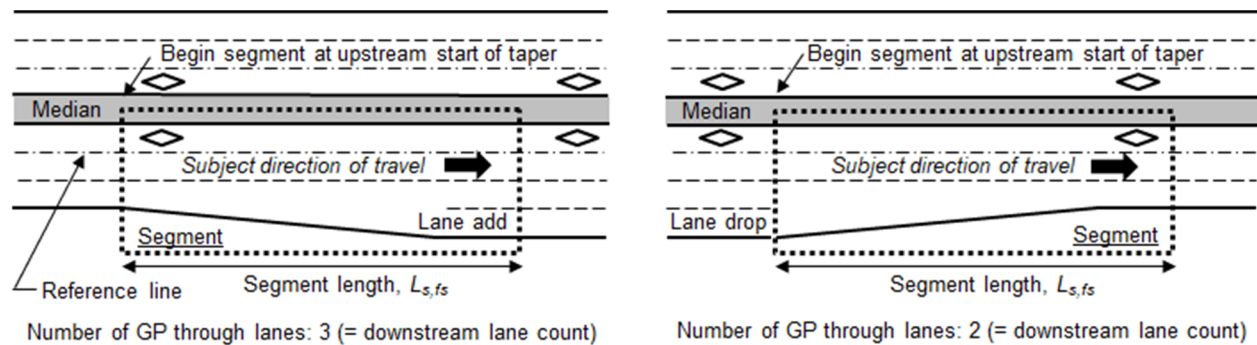 Begin segment at upstream start of taper
Median
Subject direction of travel
Lane add
Segment
Segment length, Ls,fs
Reference line
Number of GP through lanes: 3 (= downstream lane count)
Begin segment at upstream start of taper
Median
Subject direction of travel
Lane drop
Segment
Segment length, Ls,fs
Number of GP through lanes: 2 (= downstream lane count)